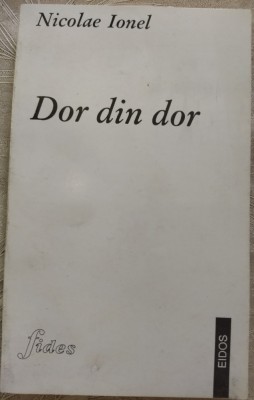 Nicolae Ionel
Dor din dor
fides
EIDOS